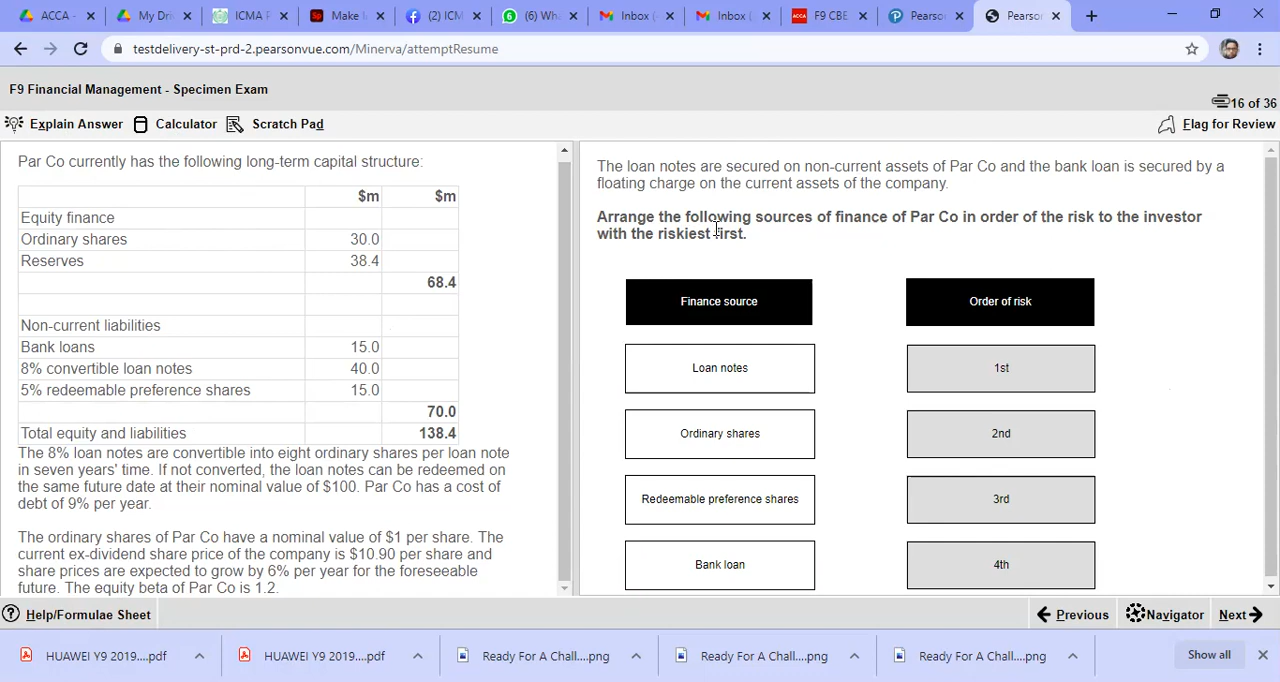 ACCA -
My Dri
ICMA P
Make I
(2) ICM
(6) Wha
Inbox (-
Inbox (
F9 CBE
Pearson
Pearson
testdelivery-st-prd-2.pearsonvue.com/Minerva/attemptResume
F9 Financial Management - Specimen Exam
16 of 36
Explain Answer
Calculator
Scratch Pad
Flag for Review
Par Co currently has the following long-term capital structure:
$m $m
Equity finance
Ordinary shares 30.0
Reserves 38.4
68.4
Non-current liabilities
Bank loans 15.0
8% convertible loan notes 40.0
5% redeemable preference shares 15.0
70.0
Total equity and liabilities 138.4
The 8% loan notes are convertible into eight ordinary shares per loan note
in seven years' time. If not converted, the loan notes can be redeemed on
the same future date at their nominal value of $100. Par Co has a cost of
debt of 9% per year.
The ordinary shares of Par Co have a nominal value of $1 per share. The
current ex-dividend share price of the company is $10.90 per share and
share prices are expected to grow by 6% per year for the foreseeable
future. The equity beta of Par Co is 1.2.
The loan notes are secured on non-current assets of Par Co and the bank loan is secured by a
floating charge on the current assets of the company.
Arrange the following sources of finance of Par Co in order of the risk to the investor
with the riskiest first.
Finance source
Order of risk
Loan notes
1st
Ordinary shares
2nd
Redeemable preference shares
3rd
Bank loan
4th
Help/Formulae Sheet
Previous
Navigator
Next
HUAWEI Y9 2019....pdf
HUAWEI Y9 2019....pdf
Ready For A Chall....png
Ready For A Chall....png
Ready For A Chall....png
Show all